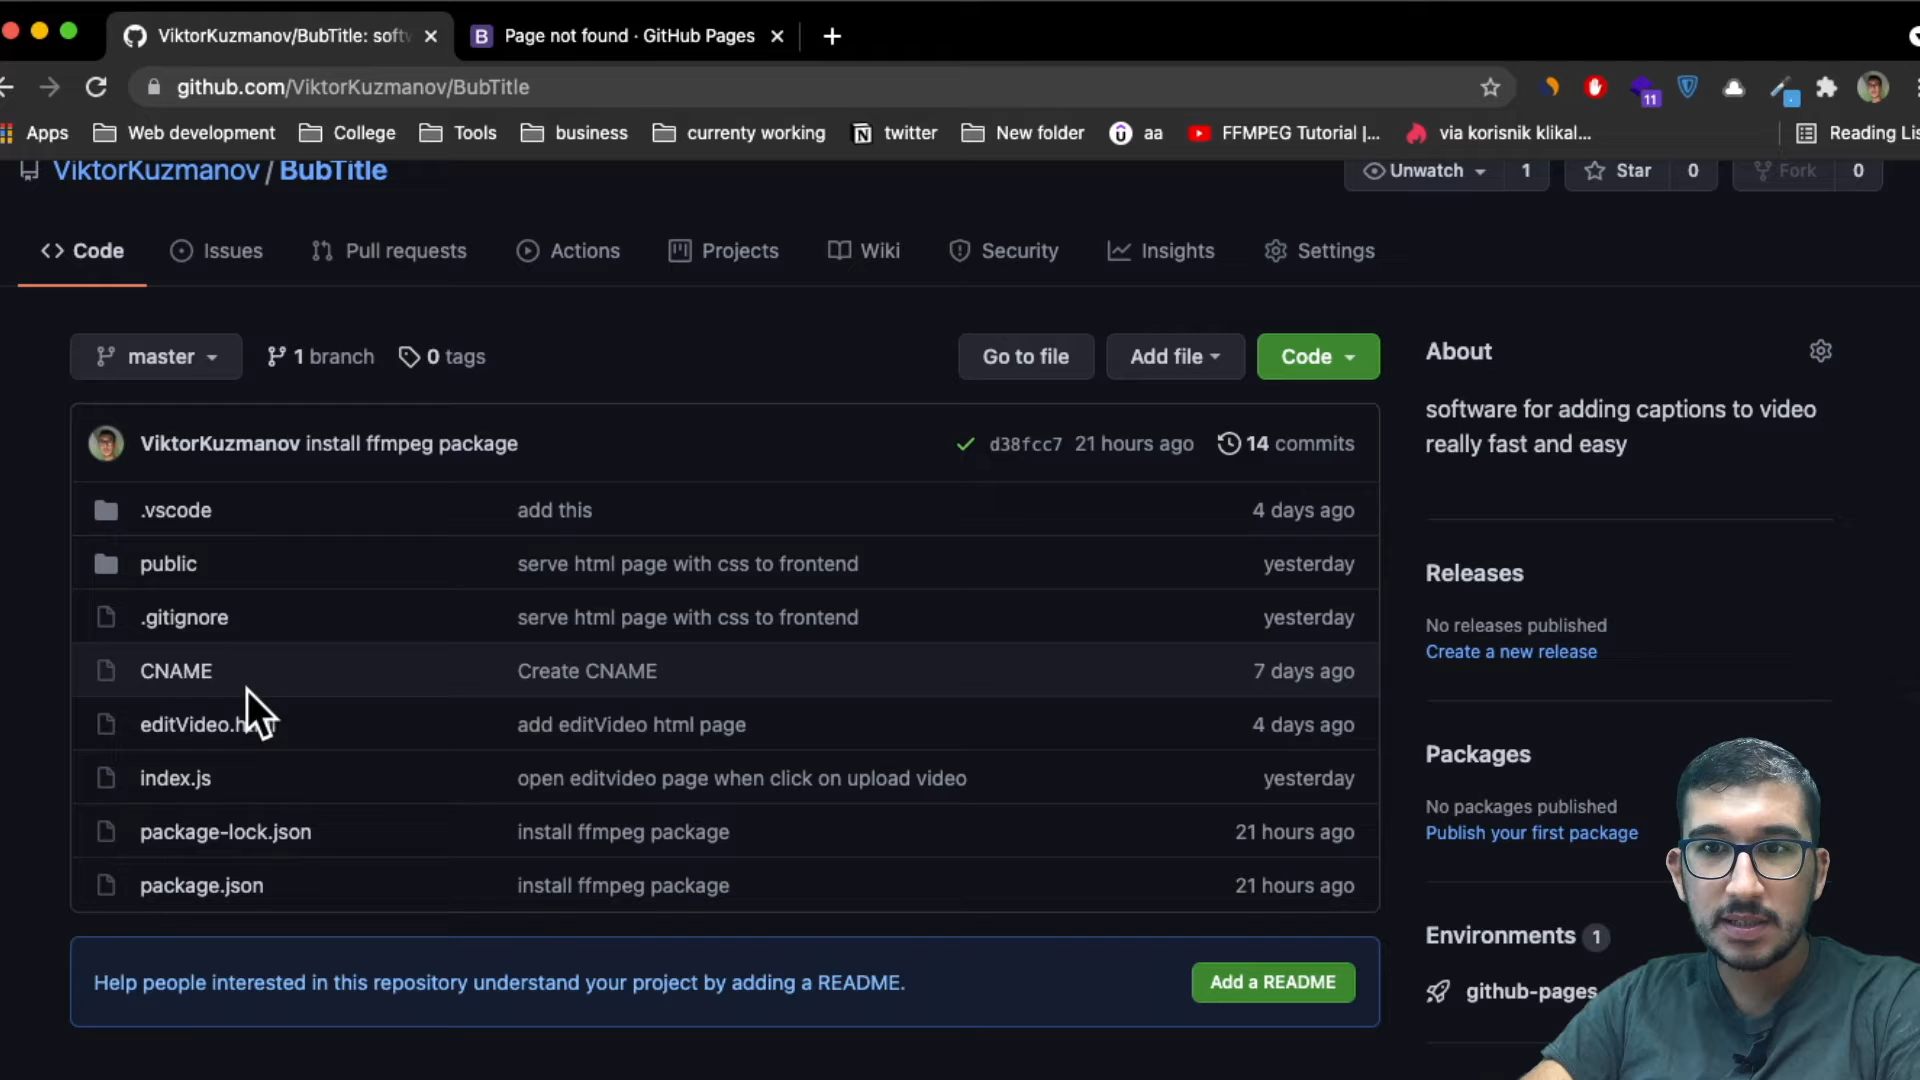 ViktorKuzmanov/BubTitle: soft
Page not found · GitHub Pages
github.com/ViktorKuzmanov/BubTitle
11
Apps
Web development
College
Tools
business
currenty working
twitter
New folder
aa
FFMPEG Tutorial |...
via korisnik klikal...
Reading Lis
ViktorKuzmanov / BubTitle
Unwatch 1
Star 0
Fork 0
Code
Issues
Pull requests
Actions
Projects
Wiki
Security
Insights
Settings
master
1 branch
0 tags
Go to file
Add file
Code
ViktorKuzmanov install ffmpeg package
d38fcc7 21 hours ago
14 commits
.vscode add this 4 days ago
public serve html page with css to frontend yesterday
.gitignore serve html page with css to frontend yesterday
CNAME Create CNAME 7 days ago
editVideo.h add editVideo html page 4 days ago
index.js open editvideo page when click on upload video yesterday
package-lock.json install ffmpeg package 21 hours ago
package.json install ffmpeg package 21 hours ago
Help people interested in this repository understand your project by adding a README.
Add a README
About
software for adding captions to video
really fast and easy
Releases
No releases published
Create a new release
Packages
No packages published
Publish your first package
Environments 1
github-pages